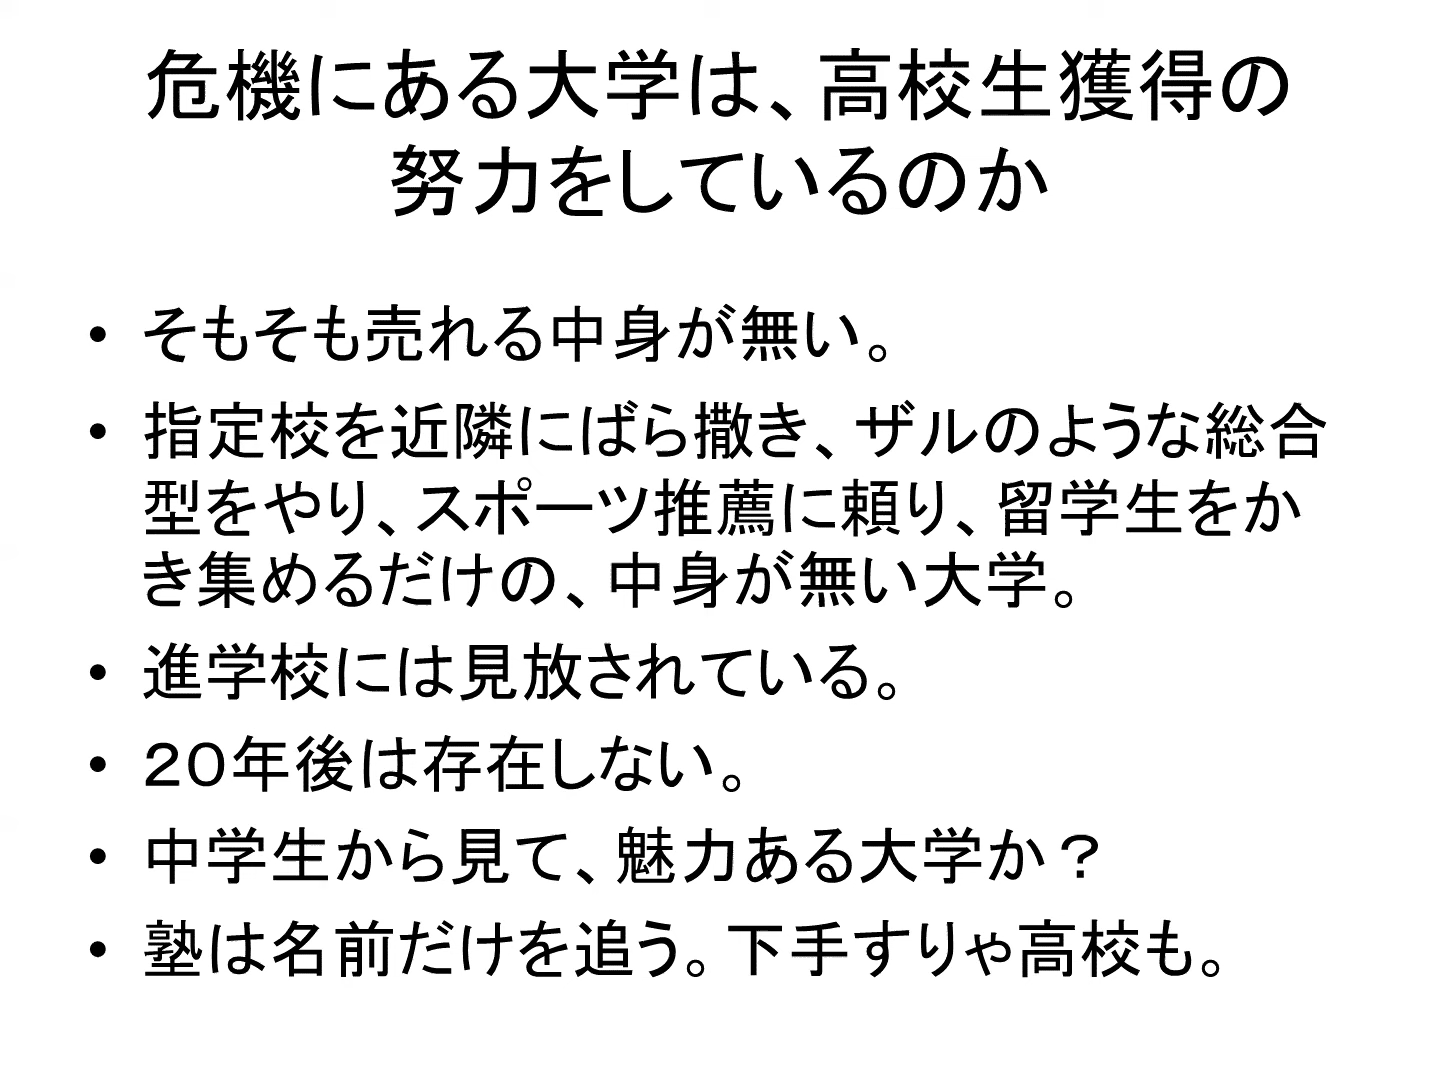 危機にある大学は、高校生獲得の
努力をしているのか
• そもそも売れる中身が無い。
• 指定校を近隣にばら撒き、ザルのような総合
型をやり、スポーツ推薦に頼り、留学生をか
き集めるだけの、中身が無い大学。
• 進学校には見放されている。
• ２０年後は存在しない。
• 中学生から見て、魅力ある大学か？
• 塾は名前だけを追う。下手すりゃ高校も。